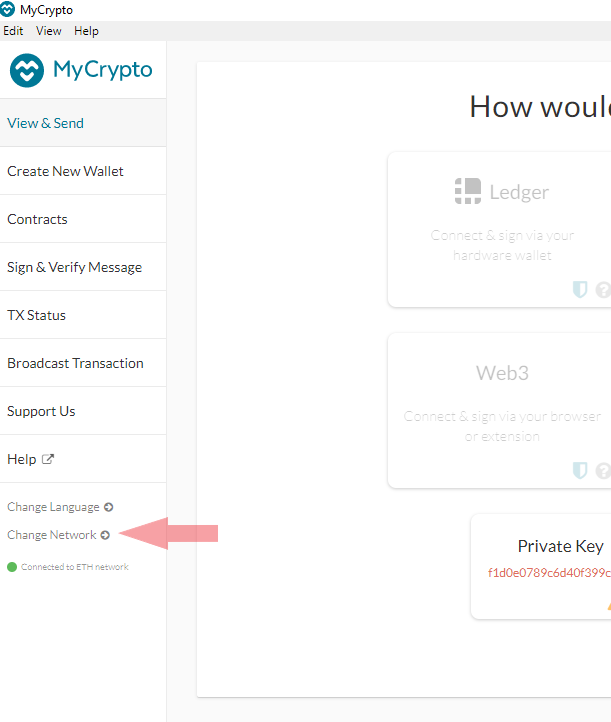 MyCrypto
Edit View Help
MyCrypto
View & Send
Create New Wallet
Contracts
Sign & Verify Message
TX Status
Broadcast Transaction
Support Us
Help
Change Language
Change Network
Connected to ETH network
How woul
Ledger
Connect & sign via your
hardware wallet
?
Web3
Connect & sign via your browser
or extension
?
Private Key
f1d0e0789c6d40f399c